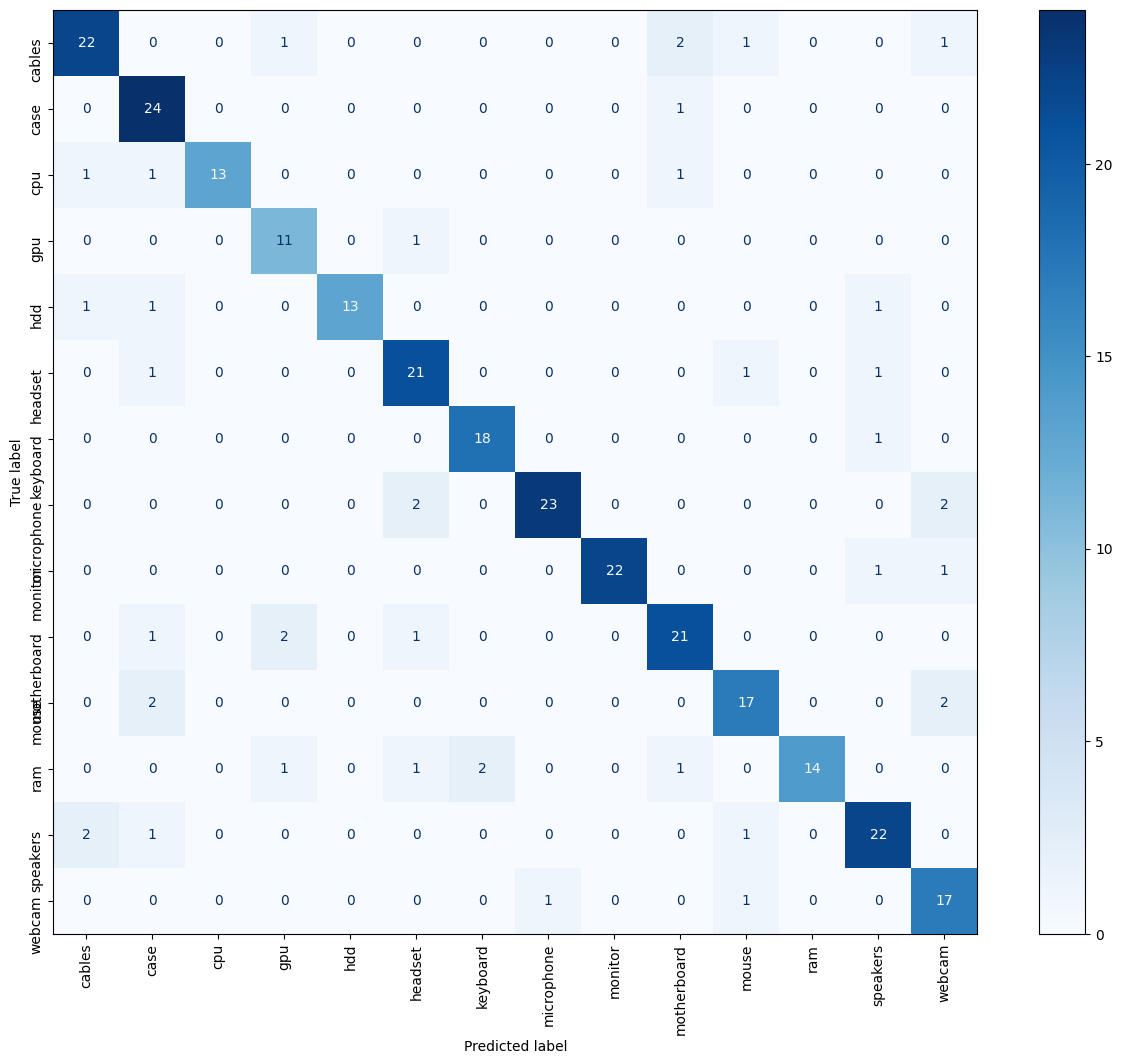 cables 22 0 0 1 0 0 0 0 0 2 1 0 0 1
case 0 24 0 0 0 0 0 0 0 1 0 0 0 0
cpu 1 1 13 0 0 0 0 0 0 1 0 0 0 0
gpu 0 0 0 11 0 1 0 0 0 0 0 0 0 0
hdd 1 1 0 0 13 0 0 0 0 0 0 0 1 0
headset 0 1 0 0 0 21 0 0 0 0 1 0 1 0
keyboard 0 0 0 0 0 0 18 0 0 0 0 0 1 0
microphone 0 0 0 0 0 2 0 23 0 0 0 0 0 2
monitor 0 0 0 0 0 0 0 0 22 0 0 0 1 1
motherboard 0 1 0 2 0 1 0 0 0 21 0 0 0 0
mouse 0 2 0 0 0 0 0 0 0 0 17 0 0 2
ram 0 0 0 1 0 1 2 0 0 1 0 14 0 0
speakers 2 1 0 0 0 0 0 0 0 0 1 0 22 0
webcam 0 0 0 0 0 0 0 1 0 0 1 0 0 17
cables case cpu gpu hdd headset keyboard microphone monitor motherboard mouse ram speakers webcam
True label
Predicted label
20
15
10
5
0